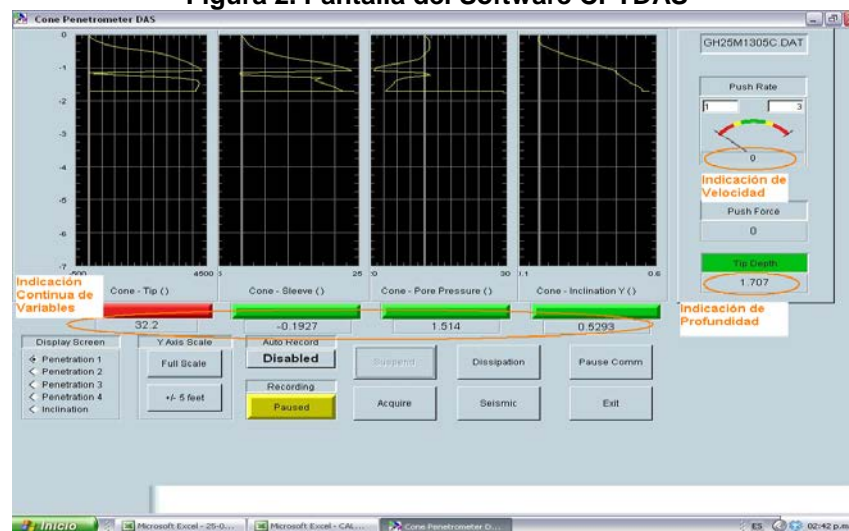 Figura 2. Pantalla del Software CPTDAS
Cone Penetrometer DAS
0
-1
-2
-3
-4
-5
-6
-7
-500
4500
25
30
0.6
Cone - Tip ()
Cone - Sleeve ()
Cone - Pore Pressure ()
Cone - Inclination Y ()
GH25M1305C.DAT
Push Rate
1
3
0
Indicación de
Velocidad
Push Force
0
Tip Depth
1.707
Indicación de
Profundidad
Indicación
Continua de
Variables
32.2
-0.1927
1.514
0.5293
Display Screen
Penetration 1
Penetration 2
Penetration 3
Penetration 4
Inclination
Y Axis Scale
Full Scale
+/- 5 feet
Auto Record
Disabled
Recording
Paused
Suspend
Dissipation
Pause Comm
Acquire
Seismic
Exit
Inicio
Microsoft Excel - 25-0...
Microsoft Excel - CAL...
Cone Penetrometer D...
ES
02:42 p.m